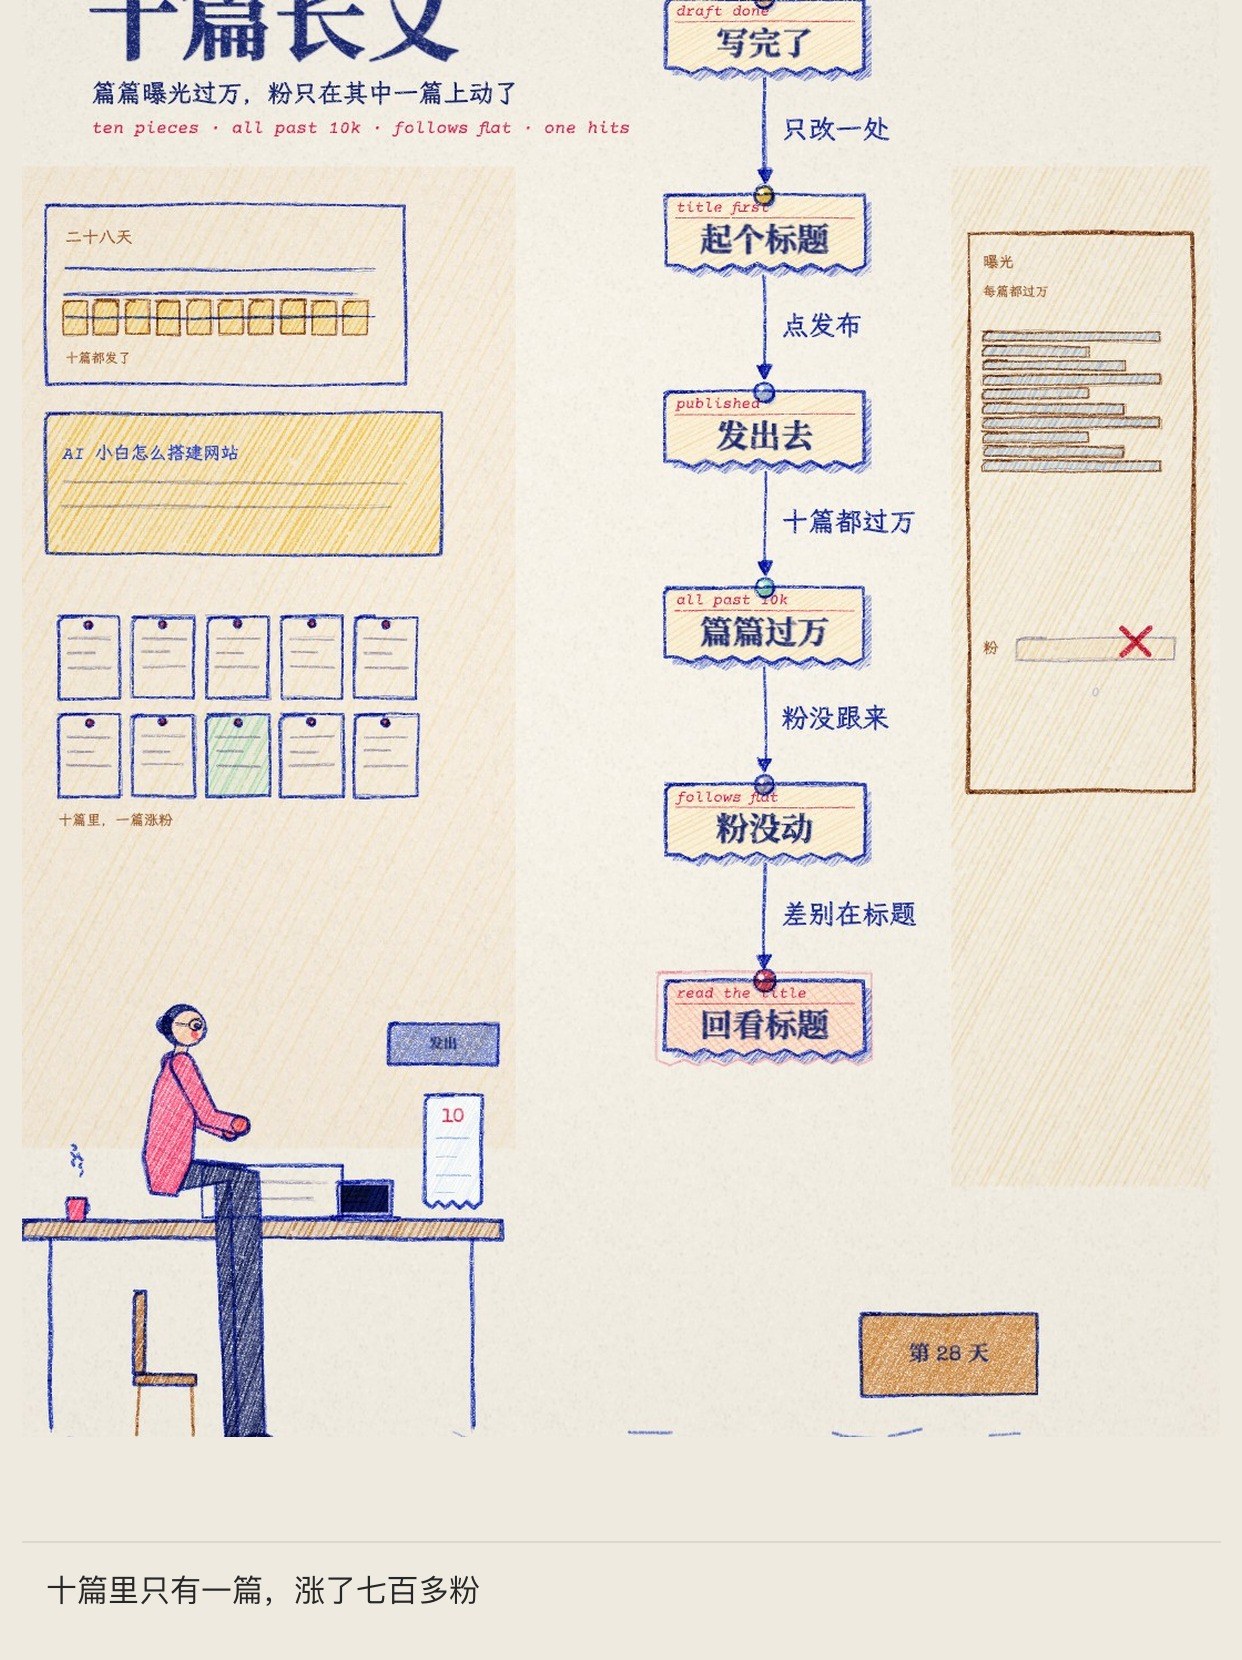 十篇长文
篇篇曝光过万，粉只在其中一篇上动了
ten pieces · all past 10k · follows flat · one hits
二十八天
十篇都发了
AI 小白怎么搭建网站
十篇里，一篇涨粉
发出
10
draft done
写完了
只改一处
title first
起个标题
点发布
published
发出去
十篇都过万
all past 10k
篇篇过万
粉没跟来
follows flat
粉没动
差别在标题
read the title
回看标题
曝光
每篇都过万
粉
0
第 28 天
十篇里只有一篇，涨了七百多粉